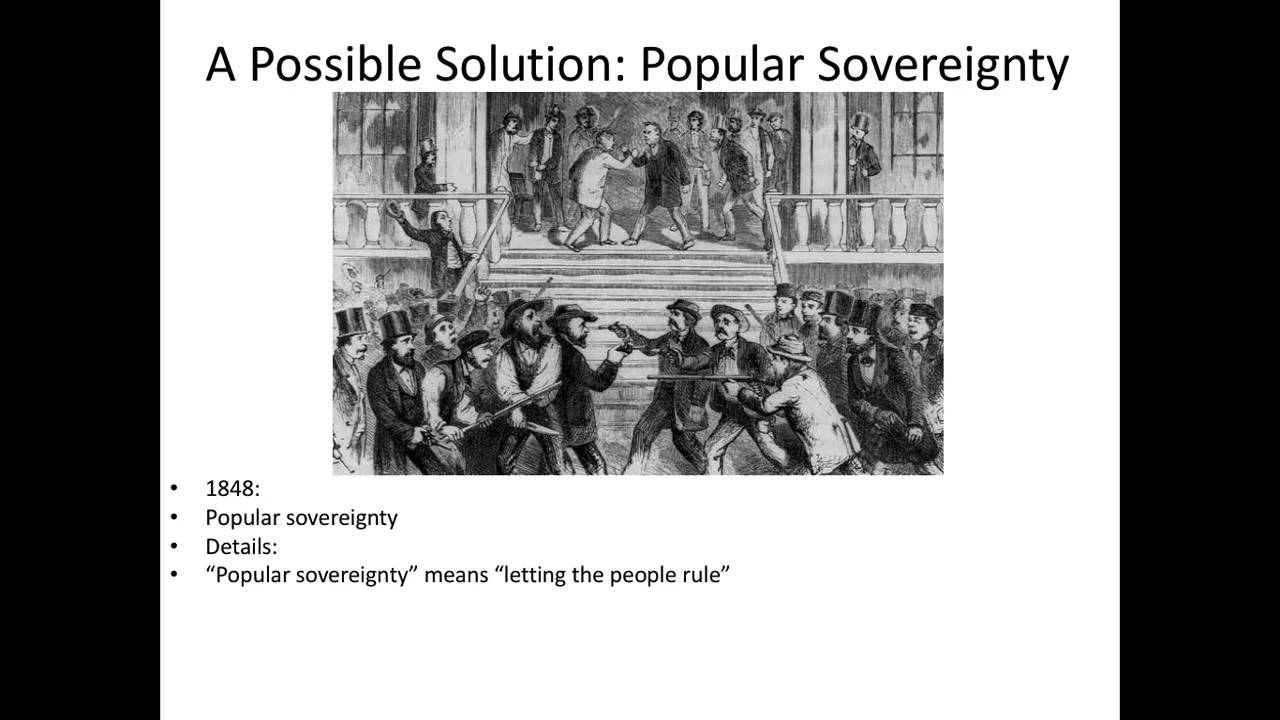 A Possible Solution: Popular Sovereignty
• 1848:
• Popular sovereignty
• Details:
• “Popular sovereignty” means “letting the people rule”